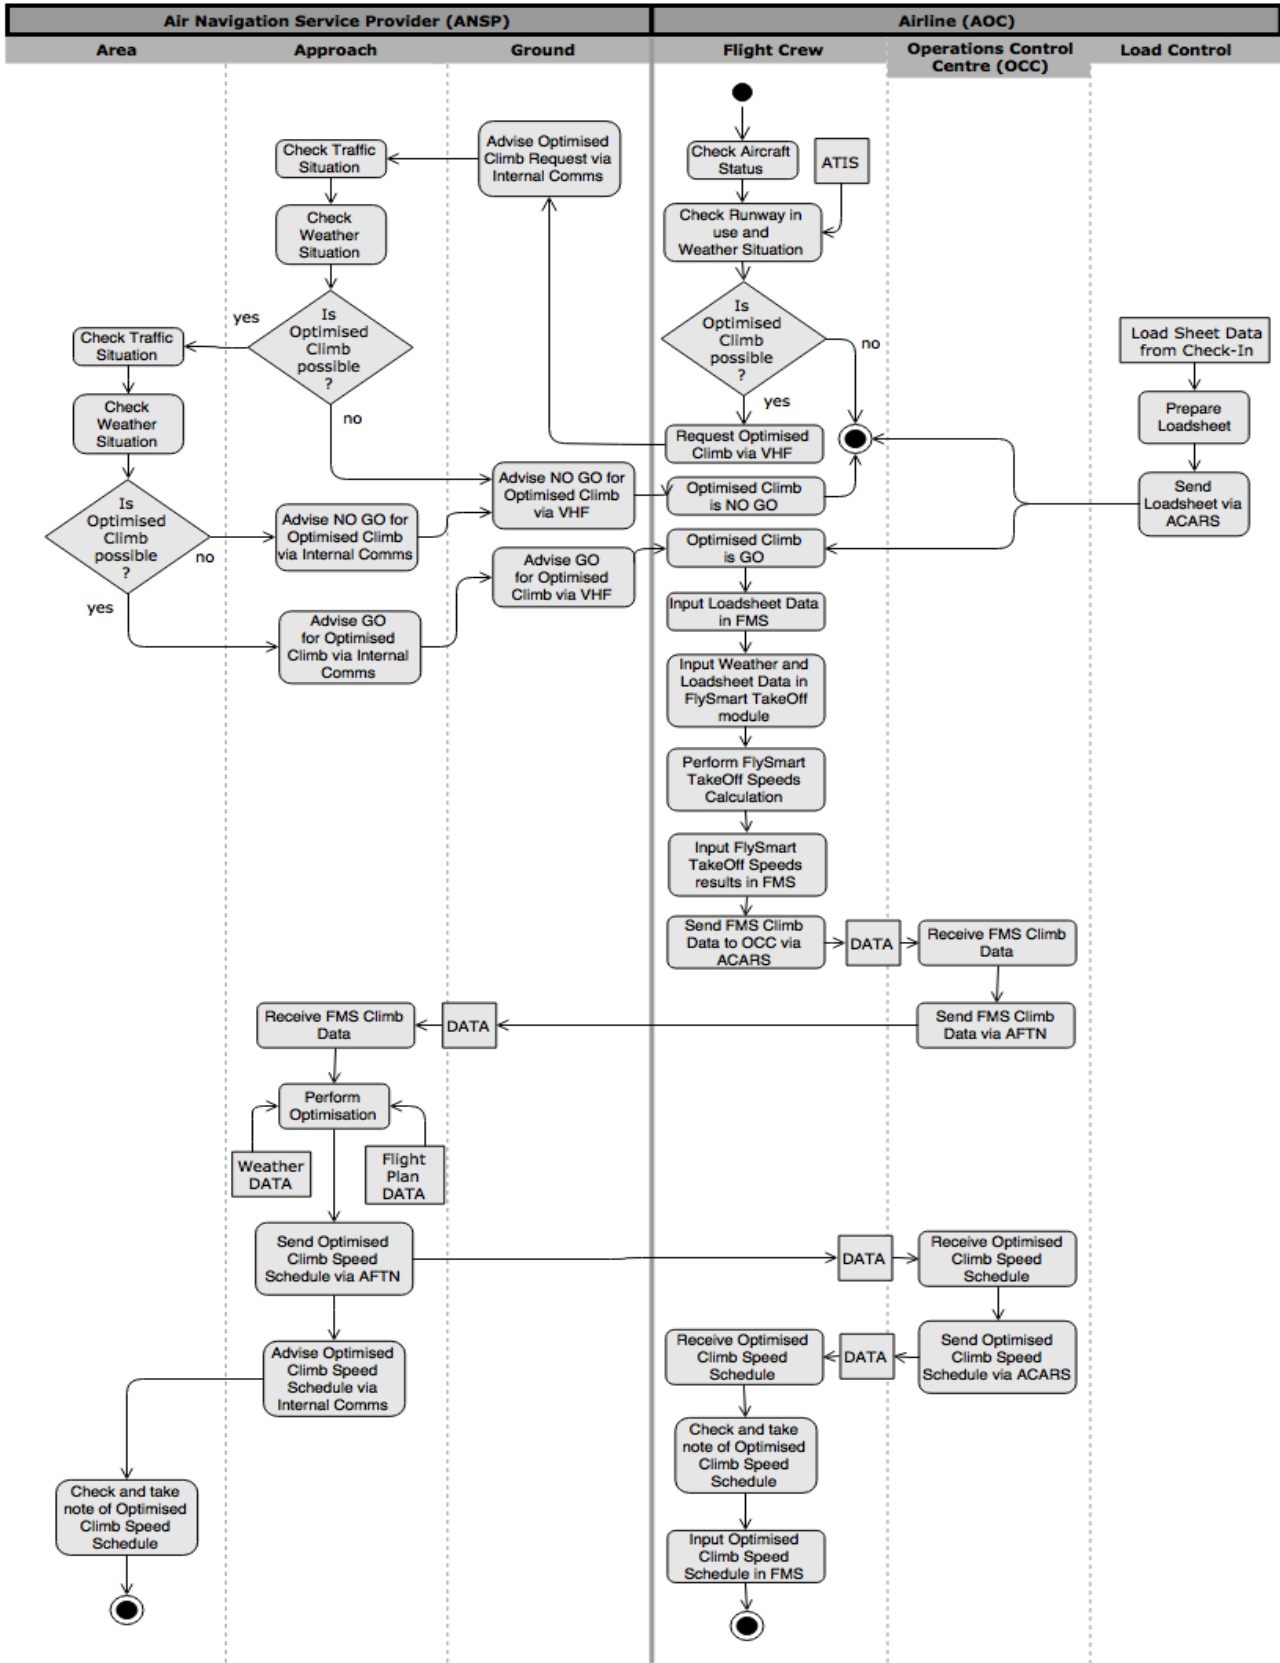 Air Navigation Service Provider (ANSP)
Airline (AOC)
Area
Approach
Ground
Flight Crew
Operations Control
Centre (OCC)
Load Control
Check Aircraft
Status
ATIS
Check Runway in
use and
Weather Situation
Is
Optimised
Climb
possible
?
no
yes
Request Optimised
Climb via VHF
Advise Optimised
Climb Request via
Internal Comms
Check Traffic
Situation
Check
Weather
Situation
Is
Optimised
Climb
possible
?
yes
no
Check Traffic
Situation
Check
Weather
Situation
Is
Optimised
Climb
possible
?
no
yes
Advise NO GO for
Optimised Climb
via Internal Comms
Advise NO GO for
Optimised Climb
via VHF
Optimised Climb
is NO GO
Advise GO
for Optimised
Climb via Internal
Comms
Advise GO
for Optimised
Climb via VHF
Optimised Climb
is GO
Load Sheet Data
from Check-In
Prepare
Loadsheet
Send
Loadsheet via
ACARS
Input Loadsheet Data
in FMS
Input Weather and
Loadsheet Data in
FlySmart TakeOff
module
Perform FlySmart
TakeOff Speeds
Calculation
Input FlySmart
TakeOff Speeds
results in FMS
Send FMS Climb
Data to OCC via
ACARS
DATA
Receive FMS Climb
Data
Send FMS Climb
Data via AFTN
DATA
Receive FMS Climb
Data
Perform
Optimisation
Weather
DATA
Flight
Plan
DATA
Send Optimised
Climb Speed
Schedule via AFTN
DATA
Receive Optimised
Climb Speed
Schedule
Send Optimised
Climb Speed
Schedule via ACARS
DATA
Receive Optimised
Climb Speed
Schedule
Advise Optimised
Climb Speed
Schedule via
Internal Comms
Check and take
note of Optimised
Climb Speed
Schedule
Check and take
note of Optimised
Climb Speed
Schedule
Input Optimised
Climb Speed
Schedule in FMS